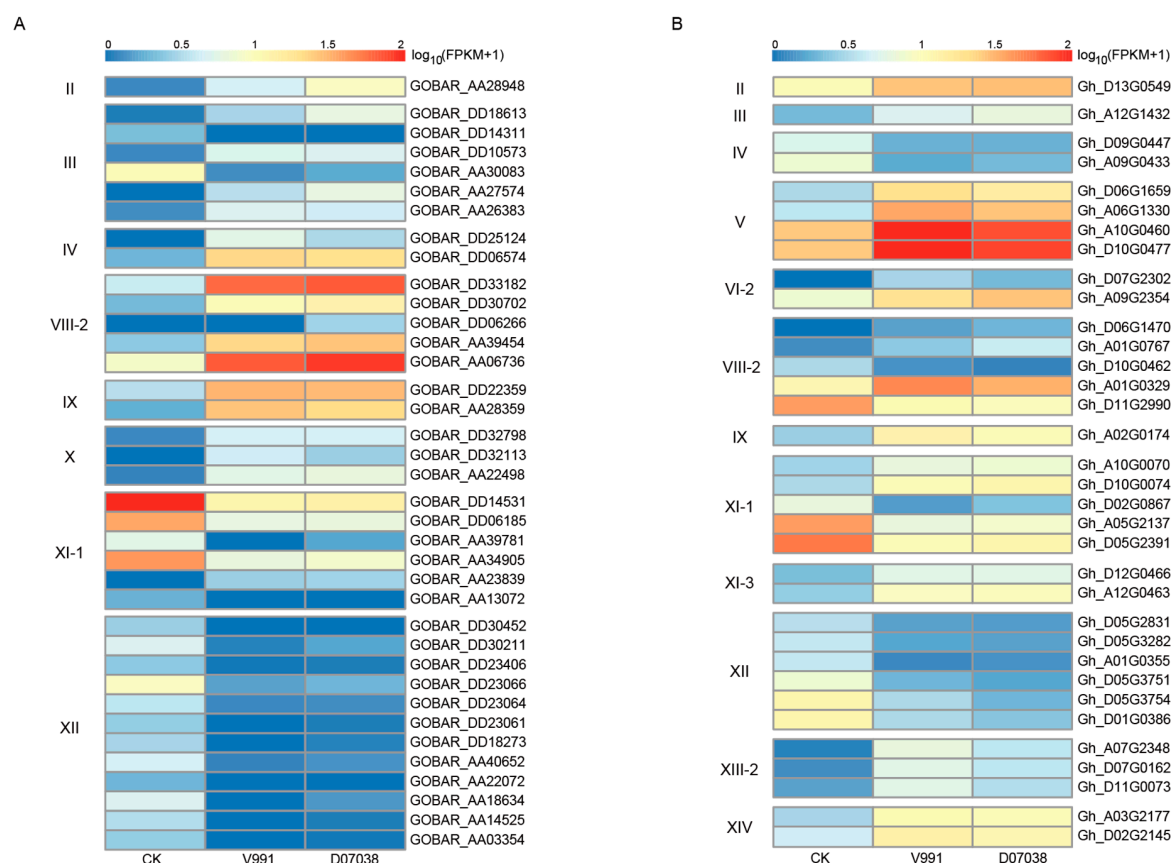 A
0 0.5 1 1.5 2
log10(FPKM+1)
II
GOBAR_AA28948
III
GOBAR_DD18613
GOBAR_DD14311
GOBAR_DD10573
GOBAR_AA30083
GOBAR_AA27574
GOBAR_AA26383
IV
GOBAR_DD25124
GOBAR_DD06574
VIII-2
GOBAR_DD33182
GOBAR_DD30702
GOBAR_DD06266
GOBAR_AA39454
GOBAR_AA06736
IX
GOBAR_DD22359
GOBAR_AA28359
X
GOBAR_DD32798
GOBAR_DD32113
GOBAR_AA22498
XI-1
GOBAR_DD14531
GOBAR_DD06185
GOBAR_AA39781
GOBAR_AA34905
GOBAR_AA23839
GOBAR_AA13072
XII
GOBAR_DD30452
GOBAR_DD30211
GOBAR_DD23406
GOBAR_DD23066
GOBAR_DD23064
GOBAR_DD23061
GOBAR_DD18273
GOBAR_AA40652
GOBAR_AA22072
GOBAR_AA18634
GOBAR_AA14525
GOBAR_AA03354
CK V991 D07038
B
0 0.5 1 1.5 2
log10(FPKM+1)
II
Gh_D13G0549
III
Gh_A12G1432
IV
Gh_D09G0447
Gh_A09G0433
V
Gh_D06G1659
Gh_A06G1330
Gh_A10G0460
Gh_D10G0477
VI-2
Gh_D07G2302
Gh_A09G2354
VIII-2
Gh_D06G1470
Gh_A01G0767
Gh_D10G0462
Gh_A01G0329
Gh_D11G2990
IX
Gh_A02G0174
XI-1
Gh_A10G0070
Gh_D10G0074
Gh_D02G0867
Gh_A05G2137
Gh_D05G2391
XI-3
Gh_D12G0466
Gh_A12G0463
XII
Gh_D05G2831
Gh_D05G3282
Gh_A01G0355
Gh_D05G3751
Gh_D05G3754
Gh_D01G0386
XIII-2
Gh_A07G2348
Gh_D07G0162
Gh_D11G0073
XIV
Gh_A03G2177
Gh_D02G2145
CK V991 D07038